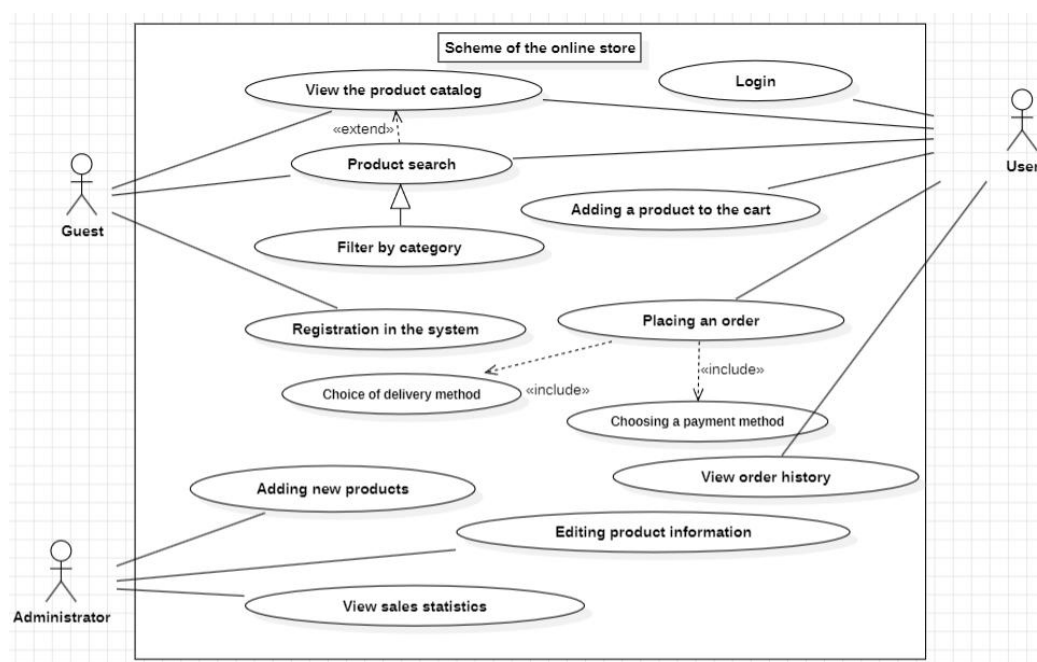 Scheme of the online store
View the product catalog
Login
«extend»
Product search
User
Guest
Adding a product to the cart
Filter by category
Registration in the system
Placing an order
«include»
Choice of delivery method
«include»
Choosing a payment method
View order history
Adding new products
Editing product information
View sales statistics
Administrator